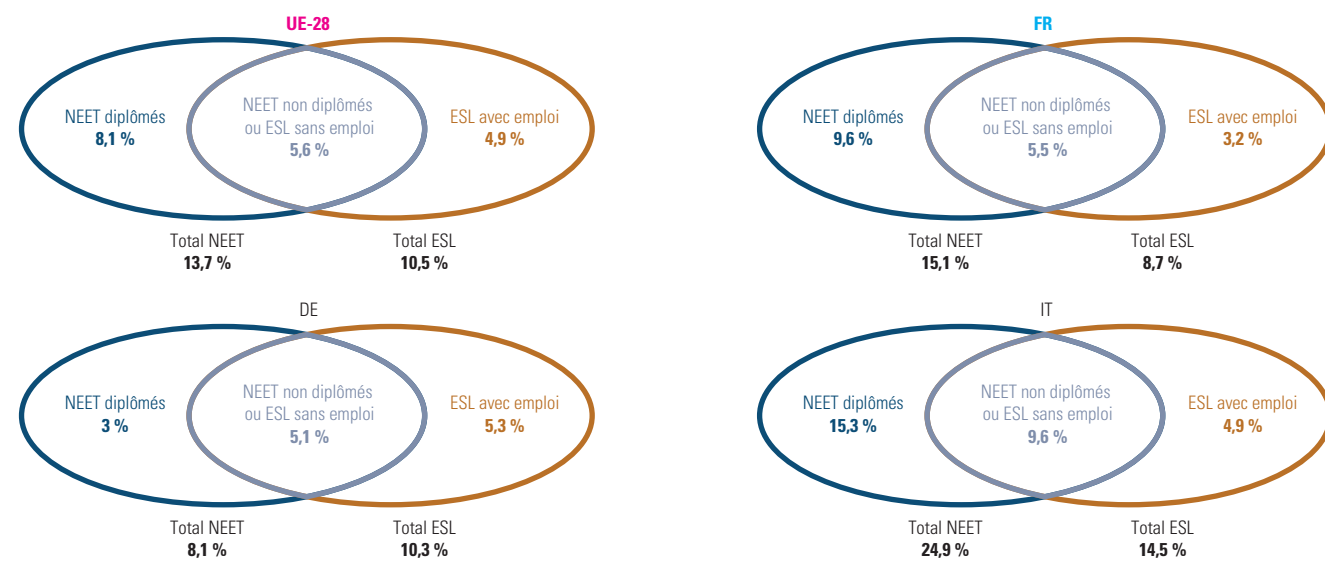 UE-28
NEET diplômés
8,1 %
NEET non diplômés
ou ESL sans emploi
5,6 %
ESL avec emploi
4,9 %
Total NEET
13,7 %
Total ESL
10,5 %
FR
NEET diplômés
9,6 %
NEET non diplômés
ou ESL sans emploi
5,5 %
ESL avec emploi
3,2 %
Total NEET
15,1 %
Total ESL
8,7 %
DE
NEET diplômés
3 %
NEET non diplômés
ou ESL sans emploi
5,1 %
ESL avec emploi
5,3 %
Total NEET
8,1 %
Total ESL
10,3 %
IT
NEET diplômés
15,3 %
NEET non diplômés
ou ESL sans emploi
9,6 %
ESL avec emploi
4,9 %
Total NEET
24,9 %
Total ESL
14,5 %